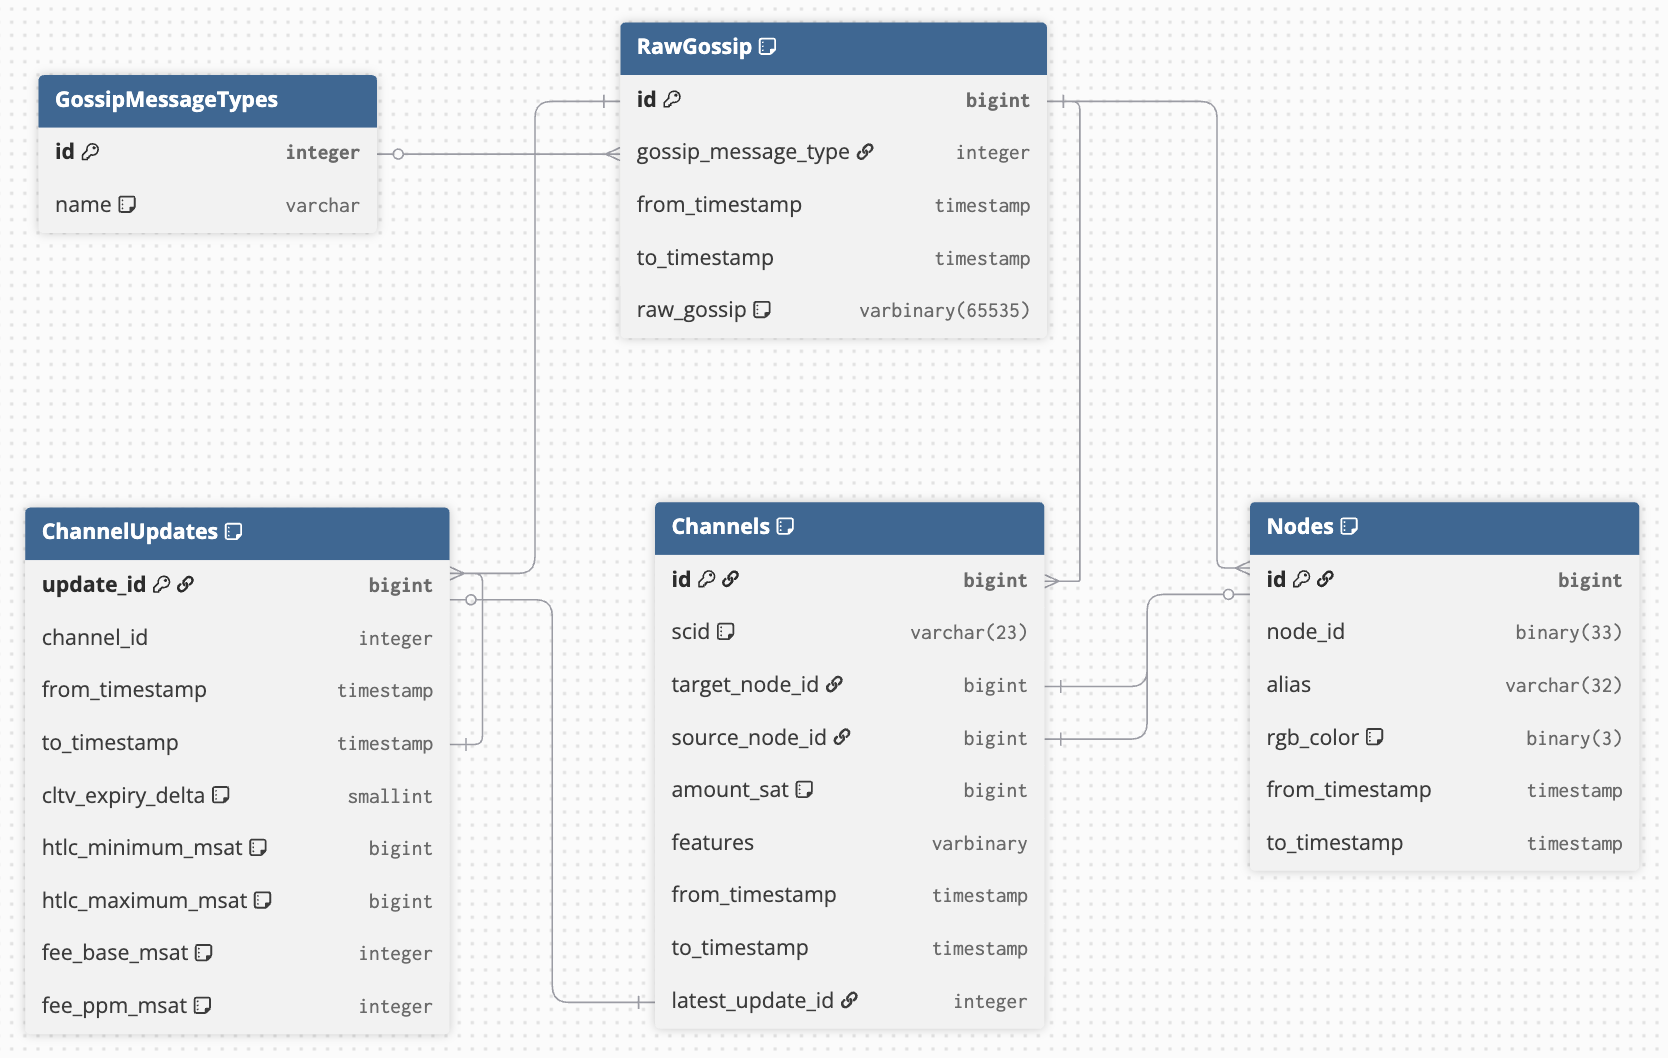 GossipMessageTypes
id integer
name varchar
RawGossip
id bigint
gossip_message_type integer
from_timestamp timestamp
to_timestamp timestamp
raw_gossip varbinary(65535)
ChannelUpdates
update_id bigint
channel_id integer
from_timestamp timestamp
to_timestamp timestamp
cltv_expiry_delta smallint
htlc_minimum_msat bigint
htlc_maximum_msat bigint
fee_base_msat integer
fee_ppm_msat integer
Channels
id bigint
scid varchar(23)
target_node_id bigint
source_node_id bigint
amount_sat bigint
features varbinary
from_timestamp timestamp
to_timestamp timestamp
latest_update_id integer
Nodes
id bigint
node_id binary(33)
alias varchar(32)
rgb_color binary(3)
from_timestamp timestamp
to_timestamp timestamp